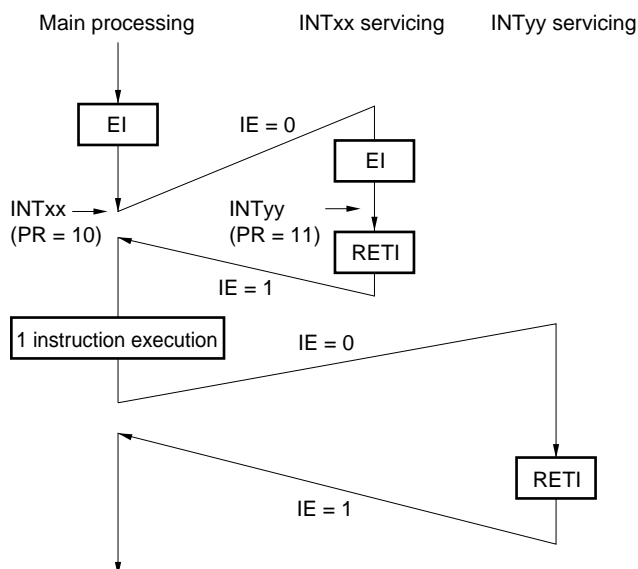 Main processing
INTxx servicing
INTyy servicing
EI
IE = 0
EI
INTxx
(PR = 10)
INTyy
(PR = 11)
RETI
IE = 1
1 instruction execution
IE = 0
RETI
IE = 1